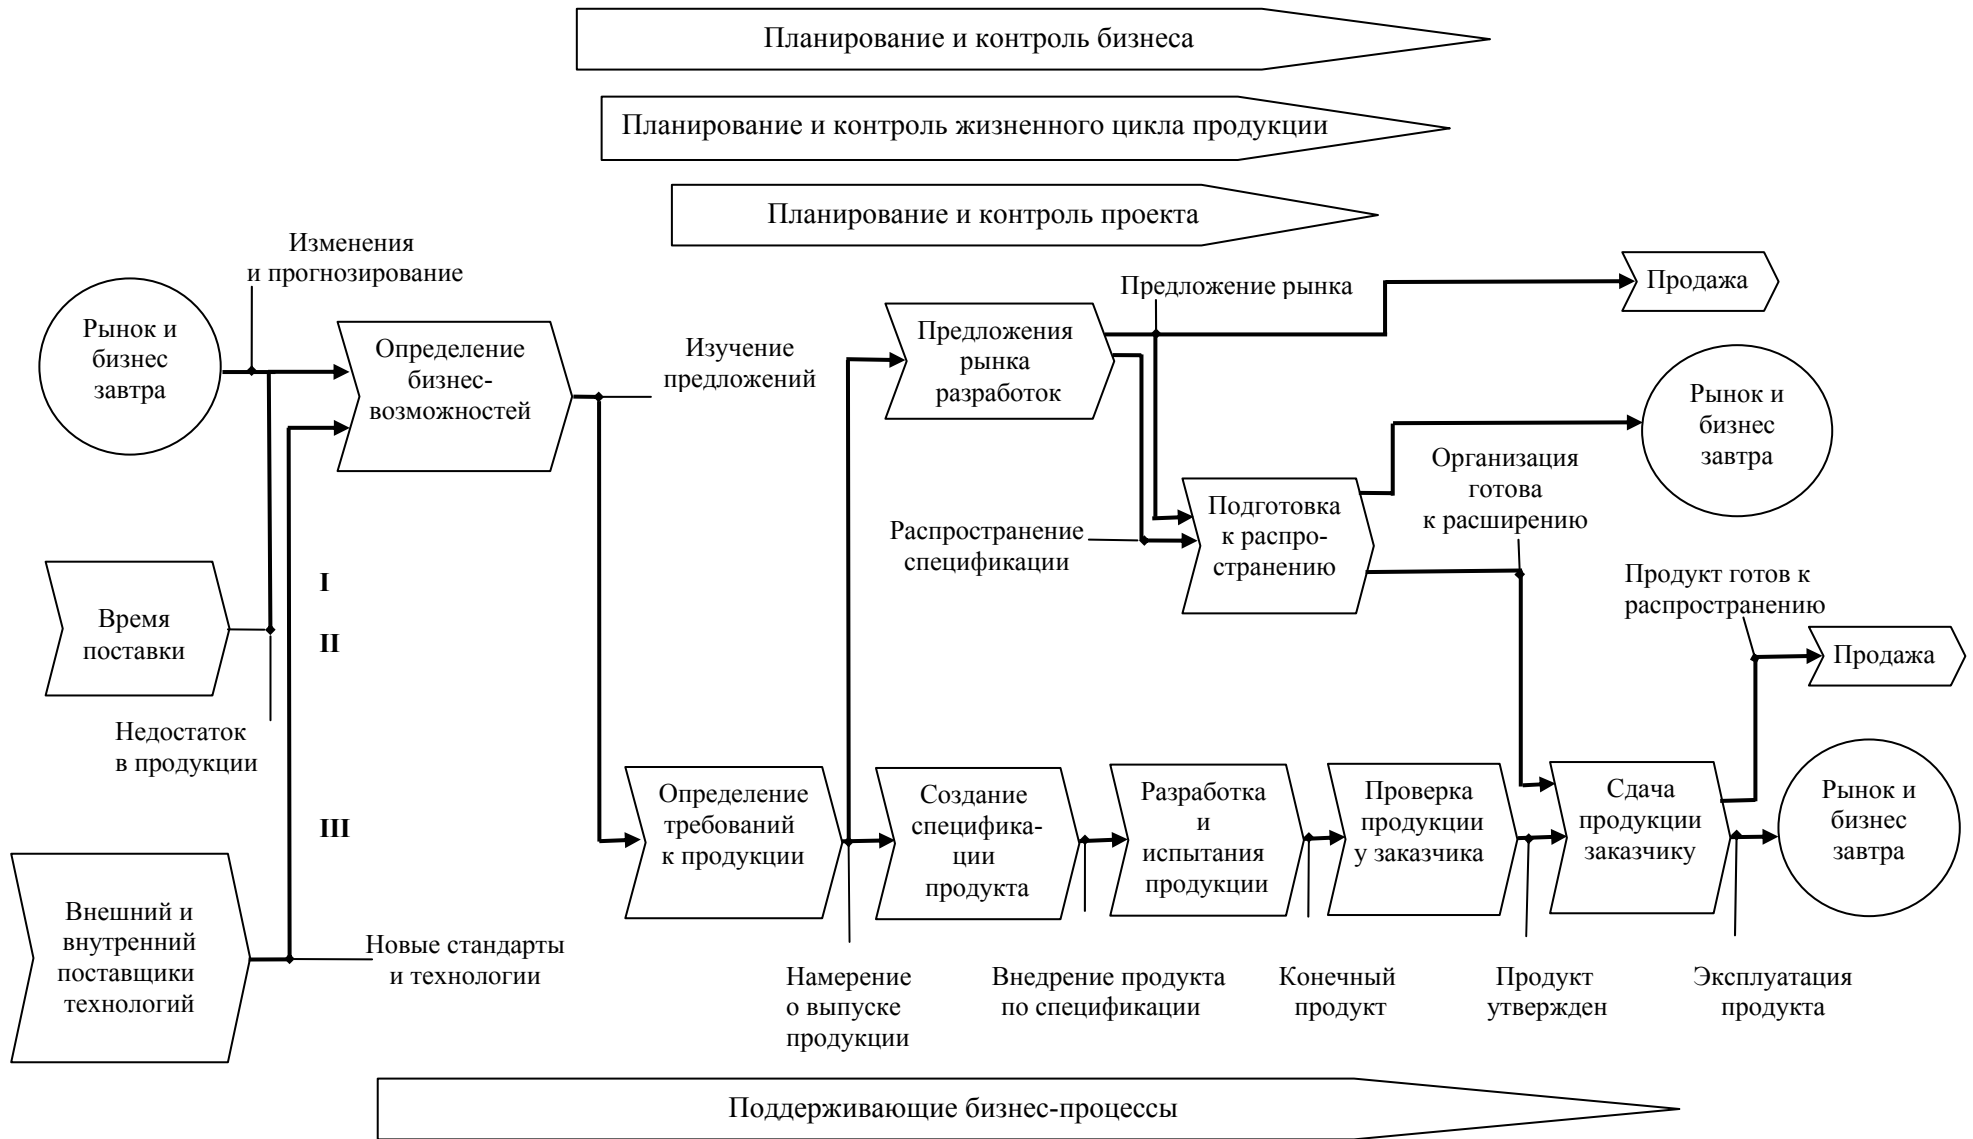 Планирование и контроль бизнеса
Планирование и контроль жизненного цикла продукции
Планирование и контроль проекта
Изменения
и прогнозирование
Рынок и
бизнес
завтра
Определение
бизнес-
возможностей
Изучение
предложений
Предложения
рынка
разработок
Предложение рынка
Продажа
Рынок и
бизнес
завтра
Организация
готова
к расширению
Подготовка
к распро-
странению
Распространение
спецификации
Время
поставки
I
II
III
Недостаток
в продукции
Продукт готов к
распространению
Продажа
Определение
требований
к продукции
Создание
специфика-
ции
продукта
Разработка
и
испытания
продукции
Проверка
продукции
у заказчика
Сдача
продукции
заказчику
Рынок и
бизнес
завтра
Внешний и
внутренний
поставщики
технологий
Новые стандарты
и технологии
Намерение
о выпуске
продукции
Внедрение продукта
по спецификации
Конечный
продукт
Продукт
утвержден
Эксплуатация
продукта
Поддерживающие бизнес-процессы